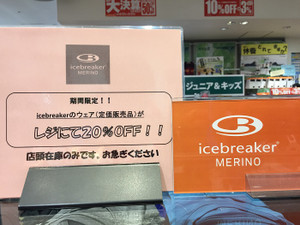 大決算
10%OFF
icebreaker
MERINO
期間限定!!
icebreakerのウェア(定価販売品)が
レジにて20%OFF!!
店頭在庫のみです。お急ぎください
ジュニア&キッズ
icebreaker
MERINO